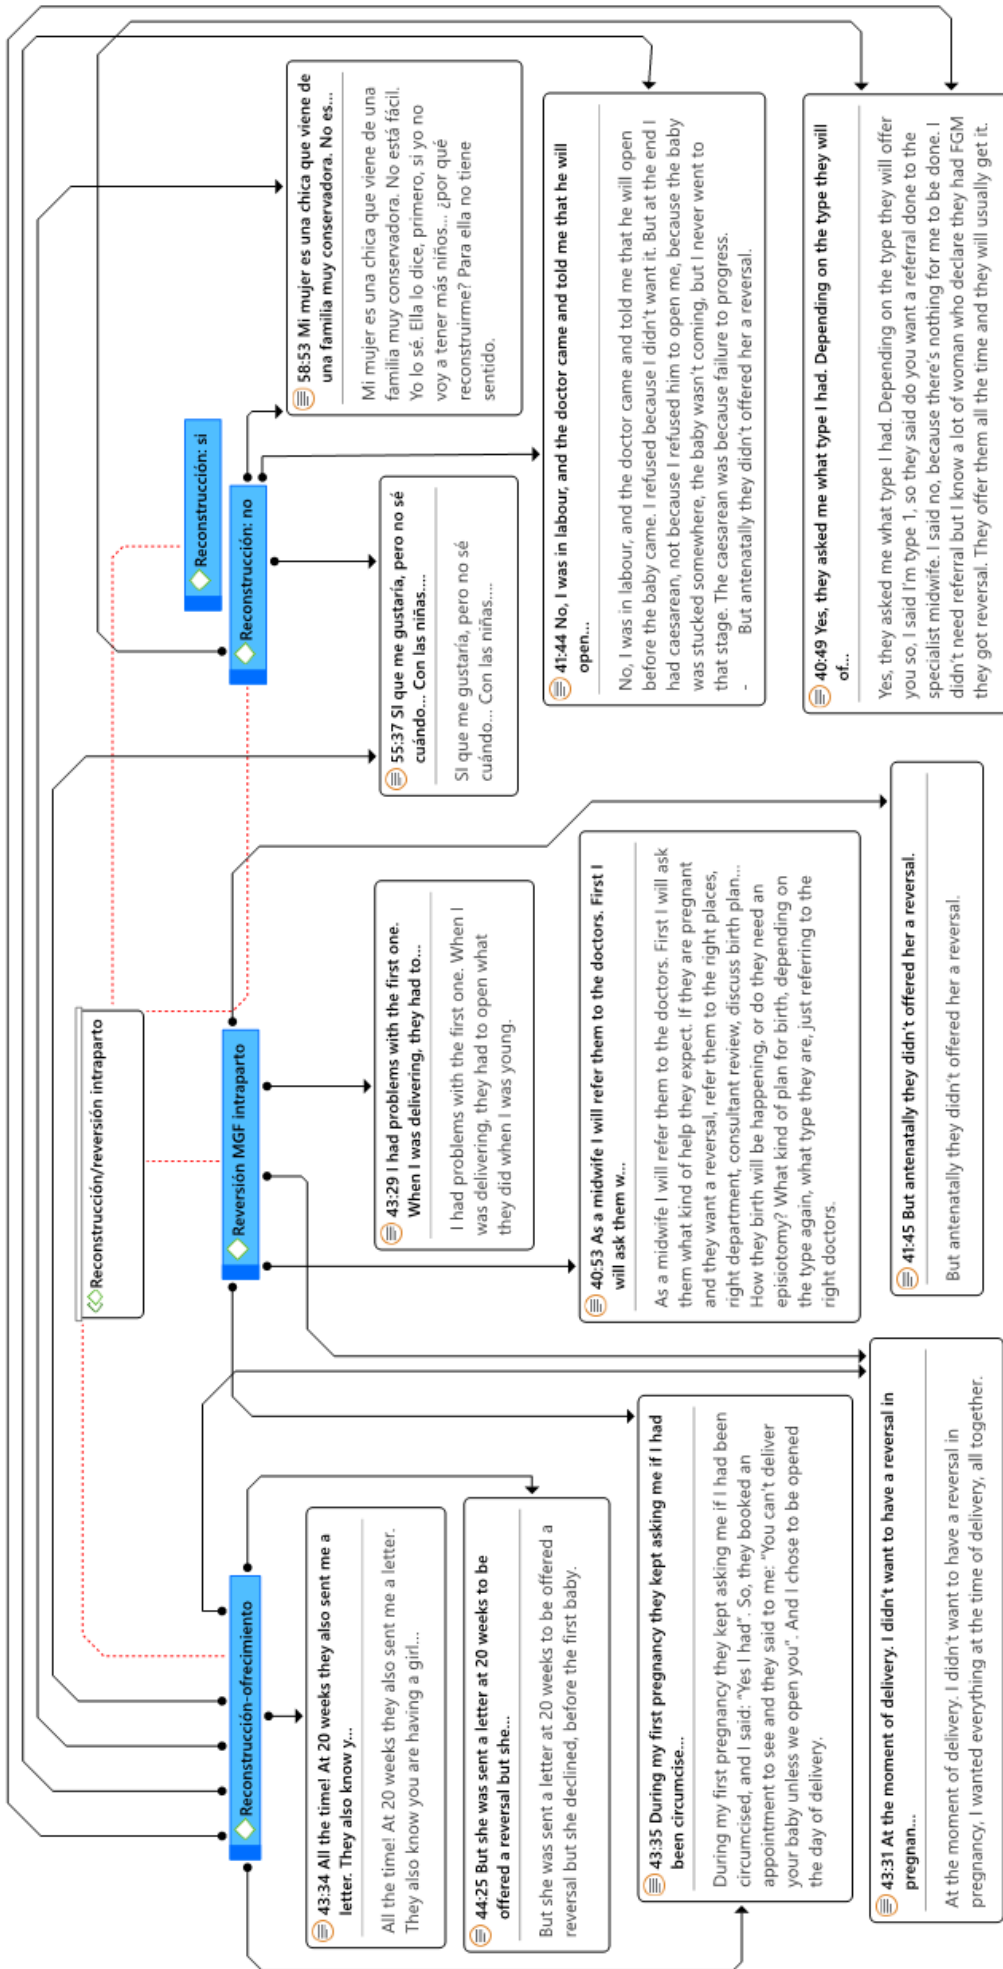 Reconstrucción/reversión intraparto
Reconstrucción-ofrecimiento
Reversión MGF intraparto
Reconstrucción: no
Reconstrucción: si
43:34 All the time! At 20 weeks they also sent me a
letter. They also know y...
All the time! At 20 weeks they also sent me a letter.
They also know you are having a girl...
44:25 But she was sent a letter at 20 weeks to be
offered a reversal but she...
But she was sent a letter at 20 weeks to be offered a
reversal but she declined, before the first baby.
43:35 During my first pregnancy they kept asking me if I had
been circumcise...
During my first pregnancy they kept asking me if I had been
circumcised, and I said: “Yes I had”. So, they booked an
appointment to see and they said to me: “You can’t deliver
your baby unless we open you”. And I chose to be opened
the day of delivery.
43:31 At the moment of delivery. I didn’t want to have a reversal in
pregnan...
At the moment of delivery. I didn’t want to have a reversal in
pregnancy, I wanted everything at the time of delivery, all together.
43:29 I had problems with the first one.
When I was delivering, they had to...
I had problems with the first one. When I
was delivering, they had to open what
they did when I was young.
40:53 As a midwife I will refer them to the doctors. First I
will ask them w...
As a midwife I will refer them to the doctors. First I will ask
them what kind of help they expect. If they are pregnant
and they want a reversal, refer them to the right places,
right department, consultant review, discuss birth plan...
How they birth will be happening, or do they need an
episiotomy? What kind of plan for birth, depending on
the type again, what type they are, just referring to the
right doctors.
41:45 But antenatally they didn’t offered her a reversal.
But antenatally they didn’t offered her a reversal.
55:37 SI que me gustaría, pero no sé
cuándo... Con las niñas....
SI que me gustaría, pero no sé
cuándo... Con las niñas....
58:53 Mi mujer es una chica que viene de
una familia muy conservadora. No es...
Mi mujer es una chica que viene de una
familia muy conservadora. No está fácil.
Yo lo sé. Ella lo dice, primero, si yo no
voy a tener más niños... ¿por qué
reconstruirme? Para ella no tiene
sentido.
41:44 No, I was in labour, and the doctor came and told me that he will
open...
No, I was in labour, and the doctor came and told me that he will open
before the baby came. I refused because I didn’t want it. But at the end I
had caesarean, not because I refused him to open me, because the baby
was stucked somewhere, the baby wasn’t coming, but I never went to
that stage. The caesarean was because failure to progress.
- But antenatally they didn’t offered her a reversal.
40:49 Yes, they asked me what type I had. Depending on the type they will
of...
Yes, they asked me what type I had. Depending on the type they will offer
you so, I said I’m type 1, so they said do you want a referral done to the
specialist midwife. I said no, because there’s nothing for me to be done. I
didn’t need referral but I know a lot of woman who declare they had FGM
they got reversal. They offer them all the time and they will usually get it.